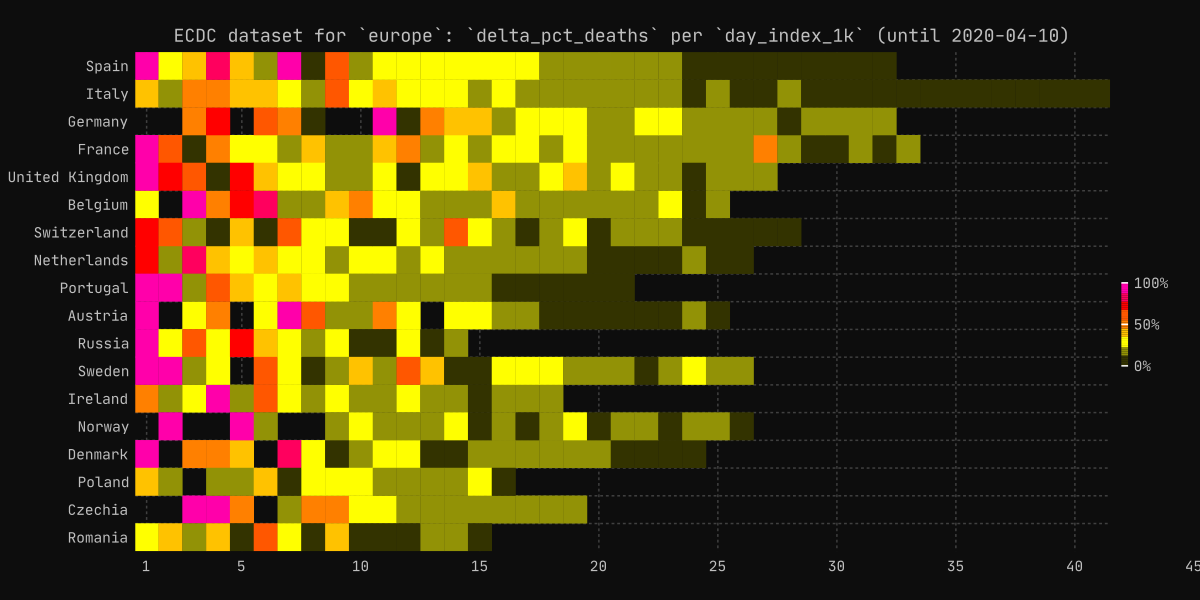 ECDC dataset for `europe`: `delta_pct_deaths` per `day_index_1k` (until 2020-04-10)
Spain
Italy
Germany
France
United Kingdom
Belgium
Switzerland
Netherlands
Portugal
Austria
Russia
Sweden
Ireland
Norway
Denmark
Poland
Czechia
Romania
100%
50%
0%
1 5 10 15 20 25 30 35 40 45